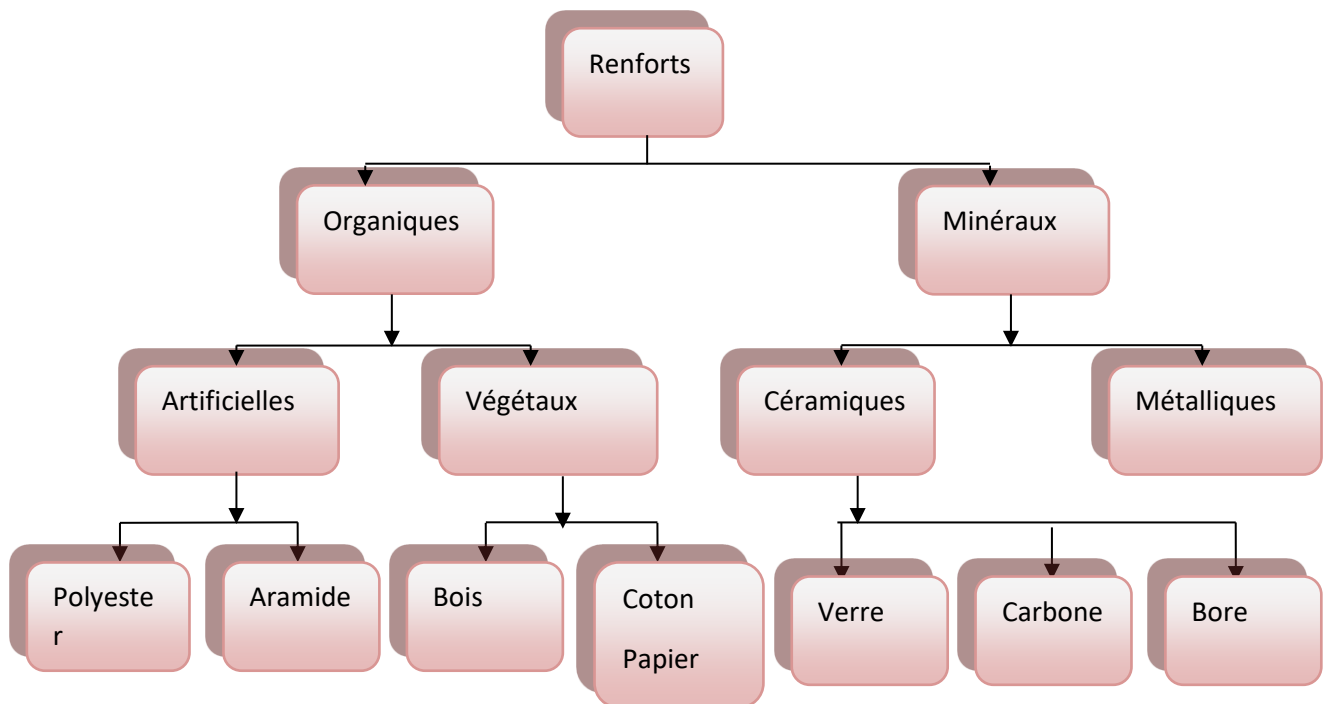 Renforts
Organiques
Minéraux
Artificielles
Végétaux
Céramiques
Métalliques
Polyeste
r
Aramide
Bois
Coton
Papier
Verre
Carbone
Bore